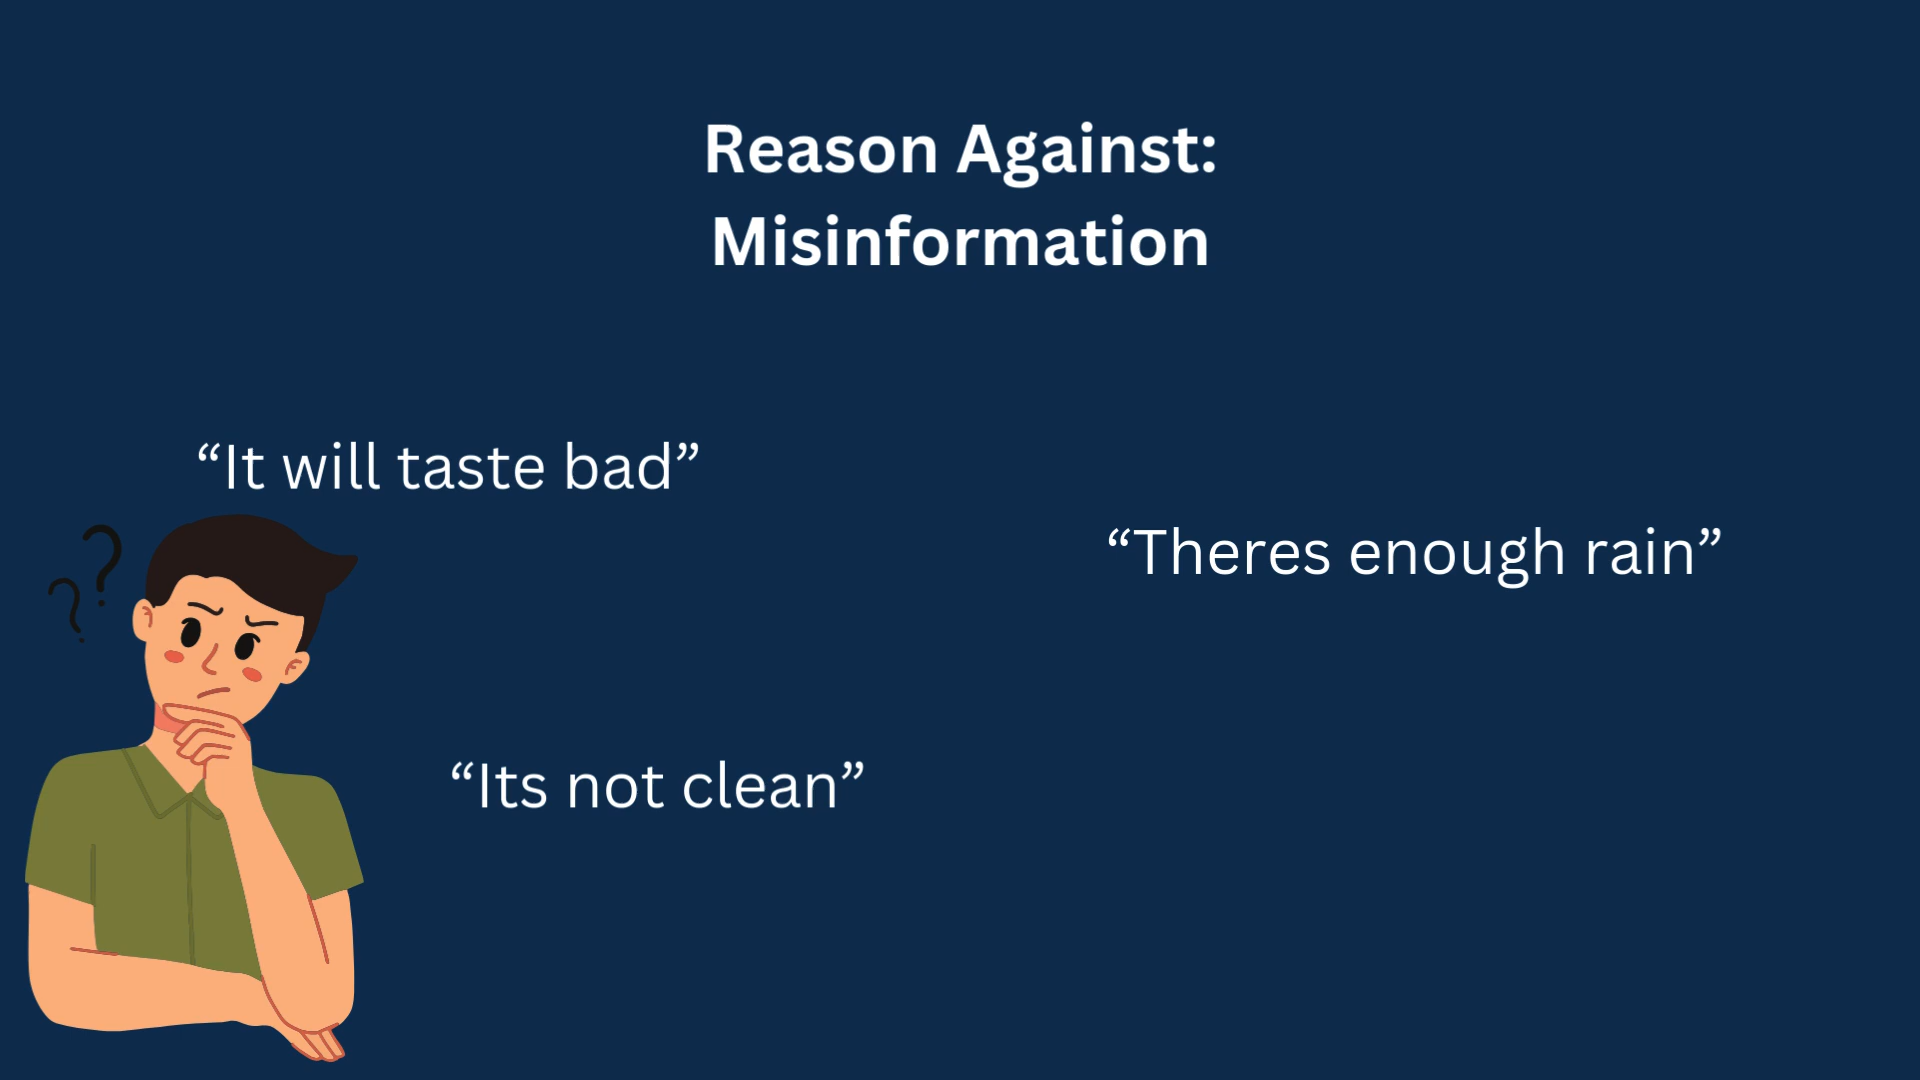 Reason Against:
Misinformation
“It will taste bad”
“Theres enough rain”
“Its not clean”